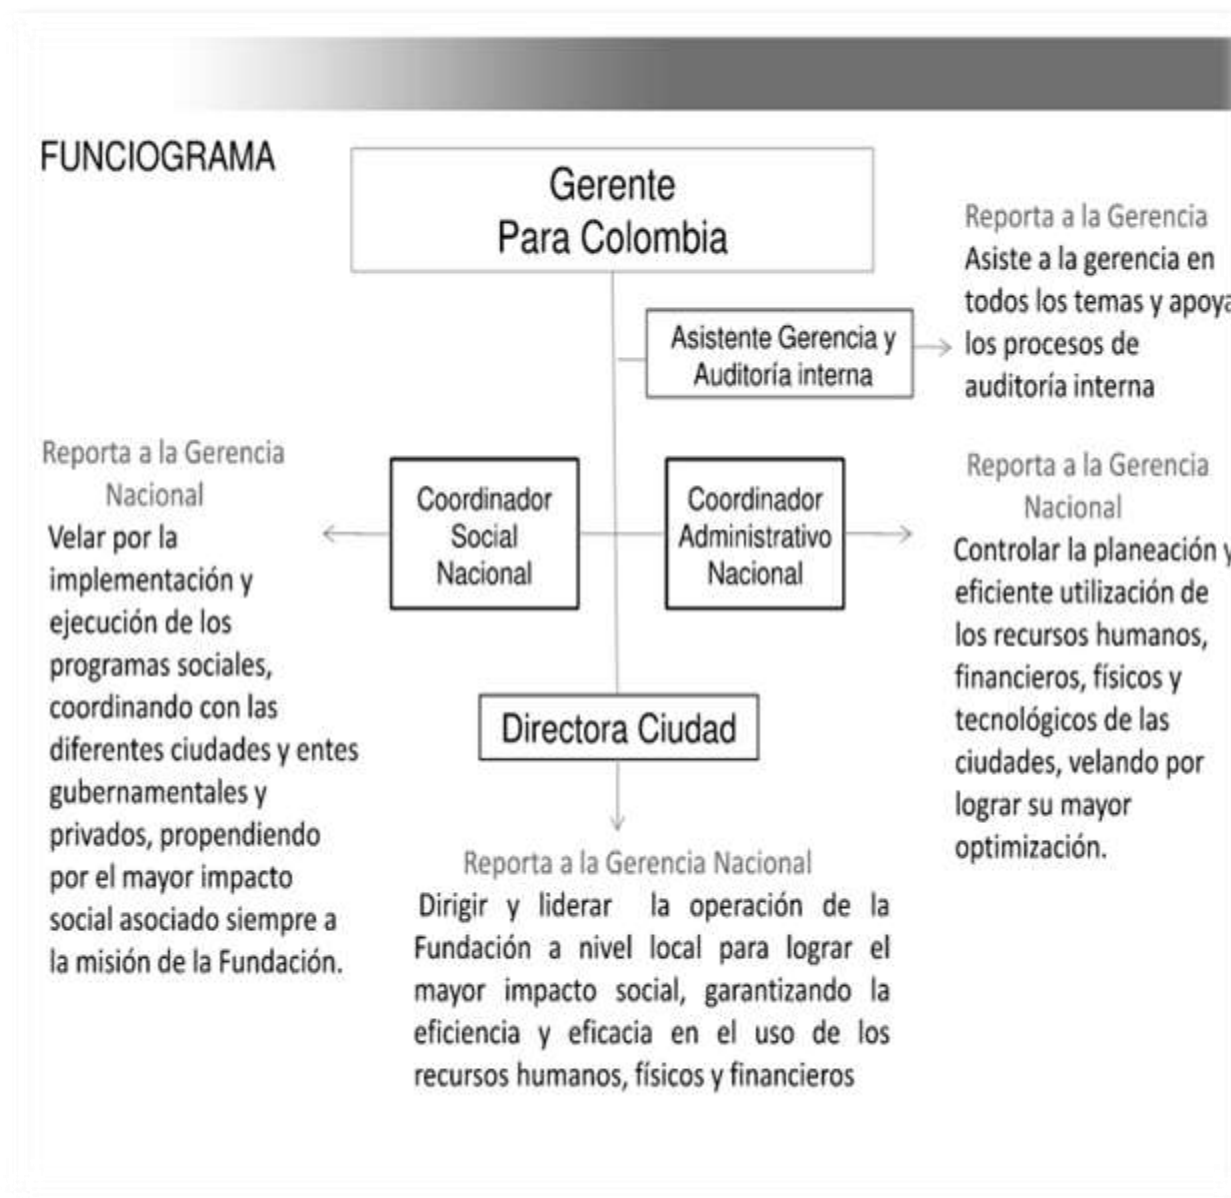 FUNCIOGRAMA
Gerente
Para Colombia
Reporta a la Gerencia
Asiste a la gerencia en
todos los temas y apoya
los procesos de
auditoría interna
Asistente Gerencia y
Auditoría interna
Reporta a la Gerencia
Nacional
Velar por la
implementación y
ejecución de los
programas sociales,
coordinando con las
diferentes ciudades y entes
gubernamentales y
privados, propendiendo
por el mayor impacto
social asociado siempre a
la misión de la Fundación.
Coordinador
Social
Nacional
Coordinador
Administrativo
Nacional
Reporta a la Gerencia
Nacional
Controlar la planeación y
eficiente utilización de
los recursos humanos,
financieros, físicos y
tecnológicos de las
ciudades, velando por
lograr su mayor
optimización.
Directora Ciudad
Reporta a la Gerencia Nacional
Dirigir y liderar la operación de la
Fundación a nivel local para lograr el
mayor impacto social, garantizando la
eficiencia y eficacia en el uso de los
recursos humanos, físicos y financieros